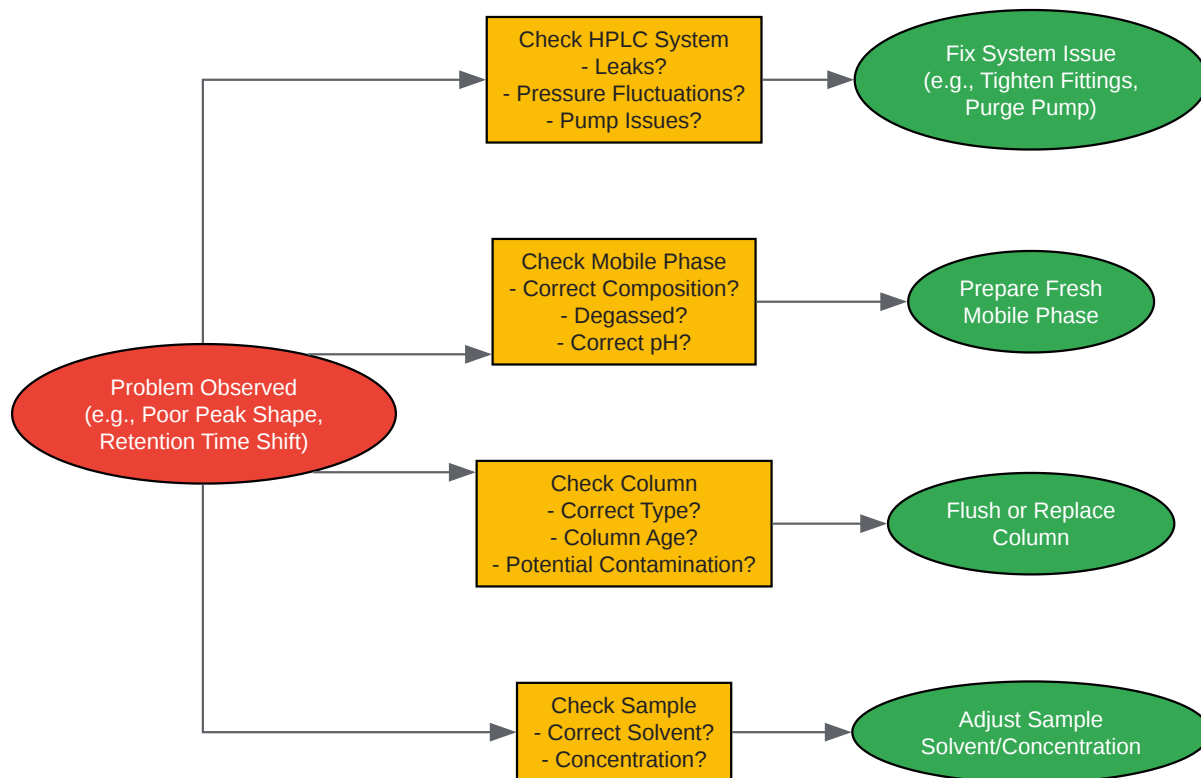 Check HPLC System
- Leaks?
- Pressure Fluctuations?
- Pump Issues?
Fix System Issue
(e.g., Tighten Fittings,
Purge Pump)
Check Mobile Phase
- Correct Composition?
- Degassed?
- Correct pH?
Prepare Fresh
Mobile Phase
Problem Observed
(e.g., Poor Peak Shape,
Retention Time Shift)
Check Column
- Correct Type?
- Column Age?
- Potential Contamination?
Flush or Replace
Column
Check Sample
- Correct Solvent?
- Concentration?
Adjust Sample
Solvent/Concentration